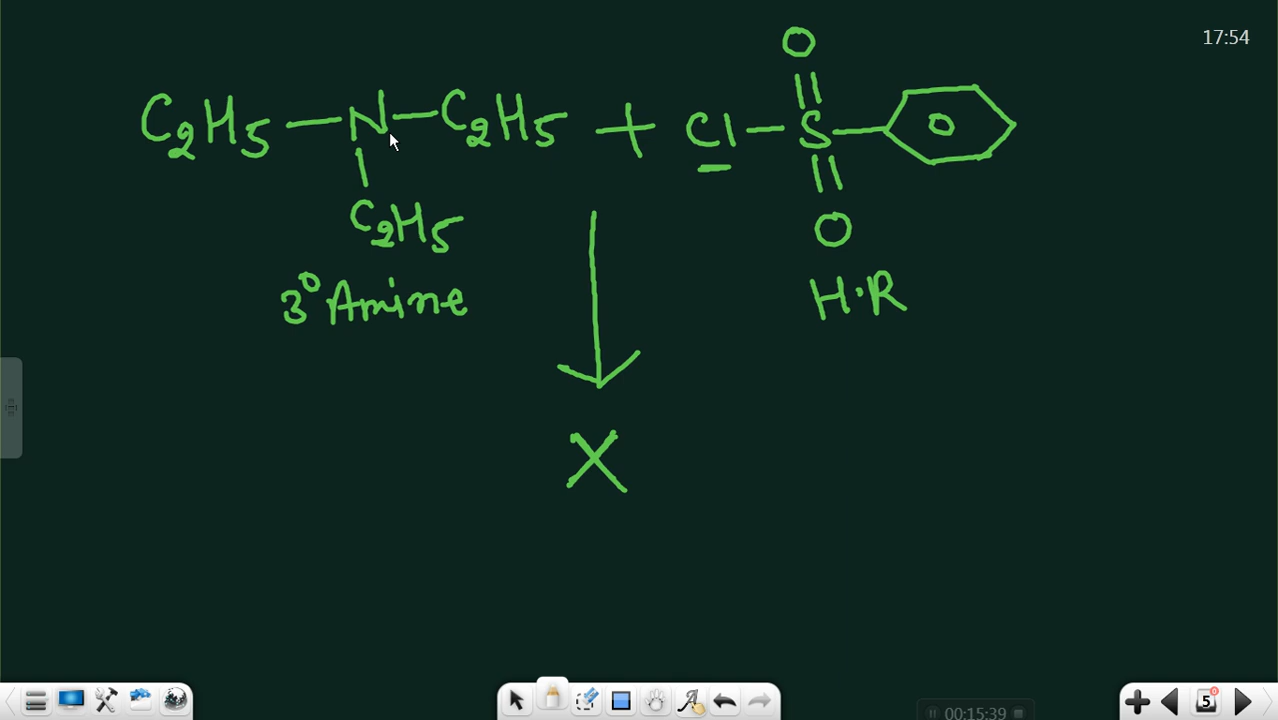 17:54
O
C₂H₅—N—C₂H₅ + Cl—S—
C₂H₅
O
3° Amine
H·R
X
5
00:15:39